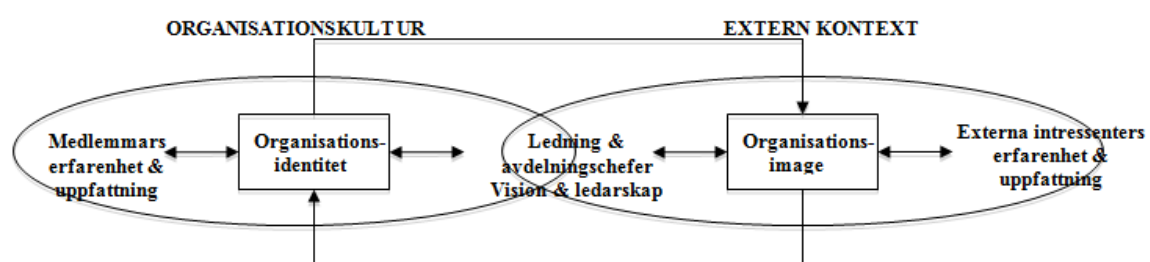 ORGANISATIONSKULTUR
EXTERN KONTEXT
Medlemmars
erfarenhet &
uppfattning
Organisations-
identitet
Ledning &
avdelningschefer
Vision & ledarskap
Organisations-
image
Externa intressenters
erfarenhet &
uppfattning